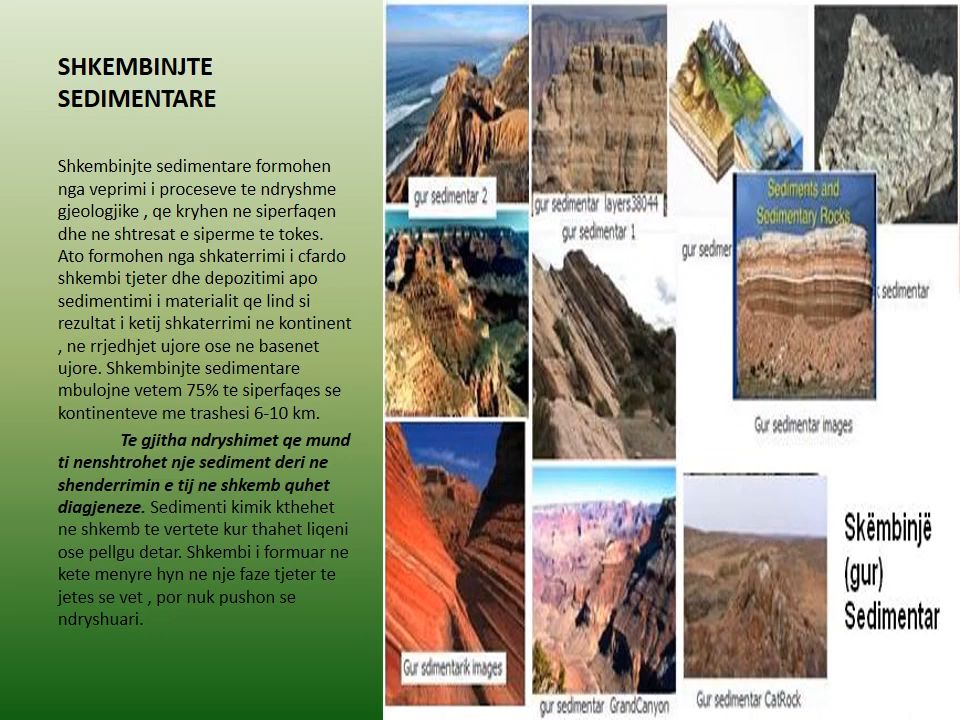 SHKEMBINJTE
SEDIMENTARE
Shkembinjte sedimentare formohen
nga veprimi i proceseve te ndryshme
gjeologjike , qe kryhen ne siperfaqen
dhe ne shtresat e siperme te tokes.
Ato formohen nga shkaterrimi i cfardo
shkembi tjeter dhe depozitimi apo
sedimentimi i materialit qe lind si
rezultat i ketij shkaterrimi ne kontinent
, ne rrjedhjet ujore ose ne basenet
ujore. Shkembinjte sedimentare
mbulojne vetem 75% te siperfaqes se
kontinenteve me trashesi 6-10 km.
Te gjitha ndryshimet qe mund
ti nenshtrohet nje sediment deri ne
shenderrimin e tij ne shkemb quhet
diagjeneze. Sedimenti kimik kthehet
ne shkemb te vertete kur thahet liqeni
ose pellgu detar. Shkembi i formuar ne
kete menyre hyn ne nje faze tjeter te
jetes se vet , por nuk pushon se
ndryshuari.
gur sedimentar 2
gur sedimentar layers38044
gur sedimentar 1
gur sedimer
Sediments and
Sedimentary Rocks
k sedimentar
Gur sedimentar images
Gur sdimentarik images
gur sedimentar GrandCanyon
Gur sedimentar CatRock
Skëmbinjë
(gur)
Sedimentar